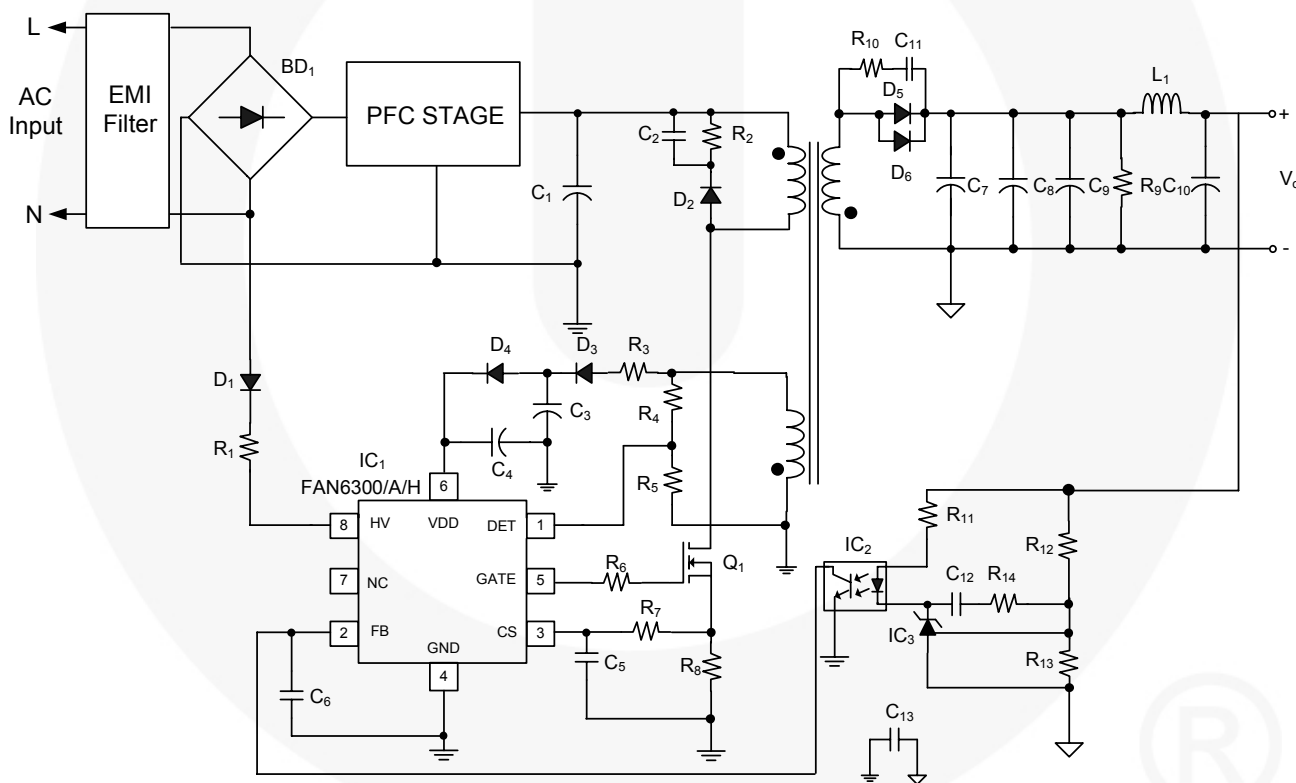 L
AC
Input
N
EMI
Filter
BD₁
PFC STAGE
C₁
C₂
R₂
D₂
R₁₀
C₁₁
D₅
D₆
C₇
C₈
C₉
R₉
C₁₀
L₁
+
Vo
-
D₁
R₁
D₄
D₃
R₃
C₃
C₄
R₄
R₅
IC₁
FAN6300/A/H
6
8
HV
VDD
DET
1
7
NC
GATE
5
2
FB
CS
3
GND
4
R₆
Q₁
R₇
C₅
R₈
C₆
IC₂
R₁₁
R₁₂
C₁₂
R₁₄
IC₃
R₁₃
C₁₃
®